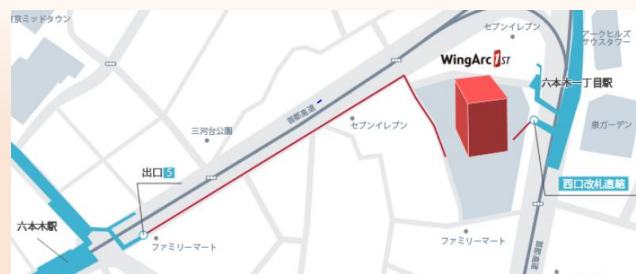 東京ミッドタウン
セブンイレブン
アークヒルズ
サウスタワー
WingArc1ST
六本木一丁目駅
首都高速
セブンイレブン
三河台公園
泉ガーデン
出口5
西口改札直結
六本木駅
ファミリーマート
ファミリーマート